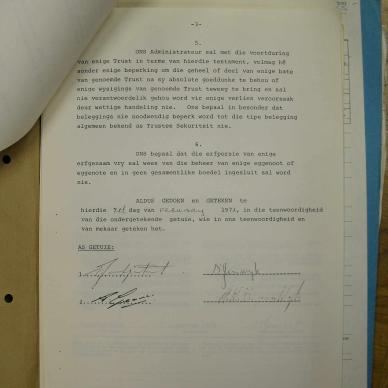 -3-
5.
ONS Administrateur sal met die voortduring
van enige Trust in terme van hierdie testament, volmag hê
sonder enige beperking om die geheel of deel van enige bate
van genoemde Trust na sy absolute goeddunke te behou of
enige wysigings van genoemde Trust teweeg te bring en sal
nie verantwoordelik gehou word vir enige verlies veroorsaak
deur wattige handeling nie. Ons bepaal in besonder dat
beleggings nie noodwendig beperk word tot die tipe belegging
algemeen bekend as Trustee Sekuriteit nie.
6.
ONS bepaal dat die erfporsie van enige
erfgenaam vry sal wees van die beheer van enige eggenoot of
eggenote en in geen gesamentlike boedel ingesluit sal word
nie.
ALDUS GEDOEN en GETEKEN te
hierdie dag van February 1973, in die teenwoordigheid
van die ondergetekende getuie, wie in ons teenwoordigheid en
van mekaar geteken het.
AS GETUIE:
1.
2.